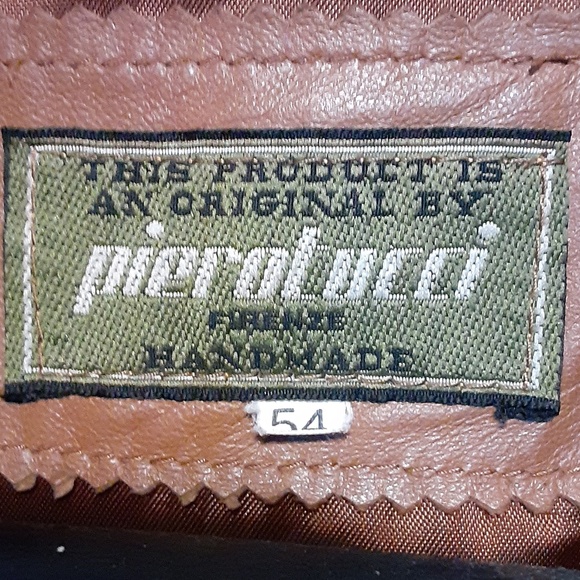 THIS PRODUCT IS
AN ORIGINAL BY
pierotucci
FIRENZE
HANDMADE
54